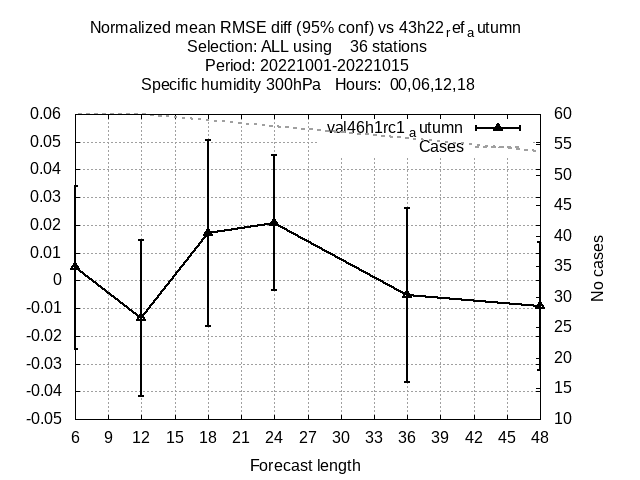 Normalized mean RMSE diff (95% conf) vs 43h22refautumn
Selection: ALL using 36 stations
Period: 20221001-20221015
Specific humidity 300hPa Hours: 00,06,12,18
val46h1rc1autumn
Cases
0.06
0.05
0.04
0.03
0.02
0.01
0
-0.01
-0.02
-0.03
-0.04
-0.05
60
55
50
45
40
35
30
25
20
15
10
No cases
6 9 12 15 18 21 24 27 30 33 36 39 42 45 48
Forecast length